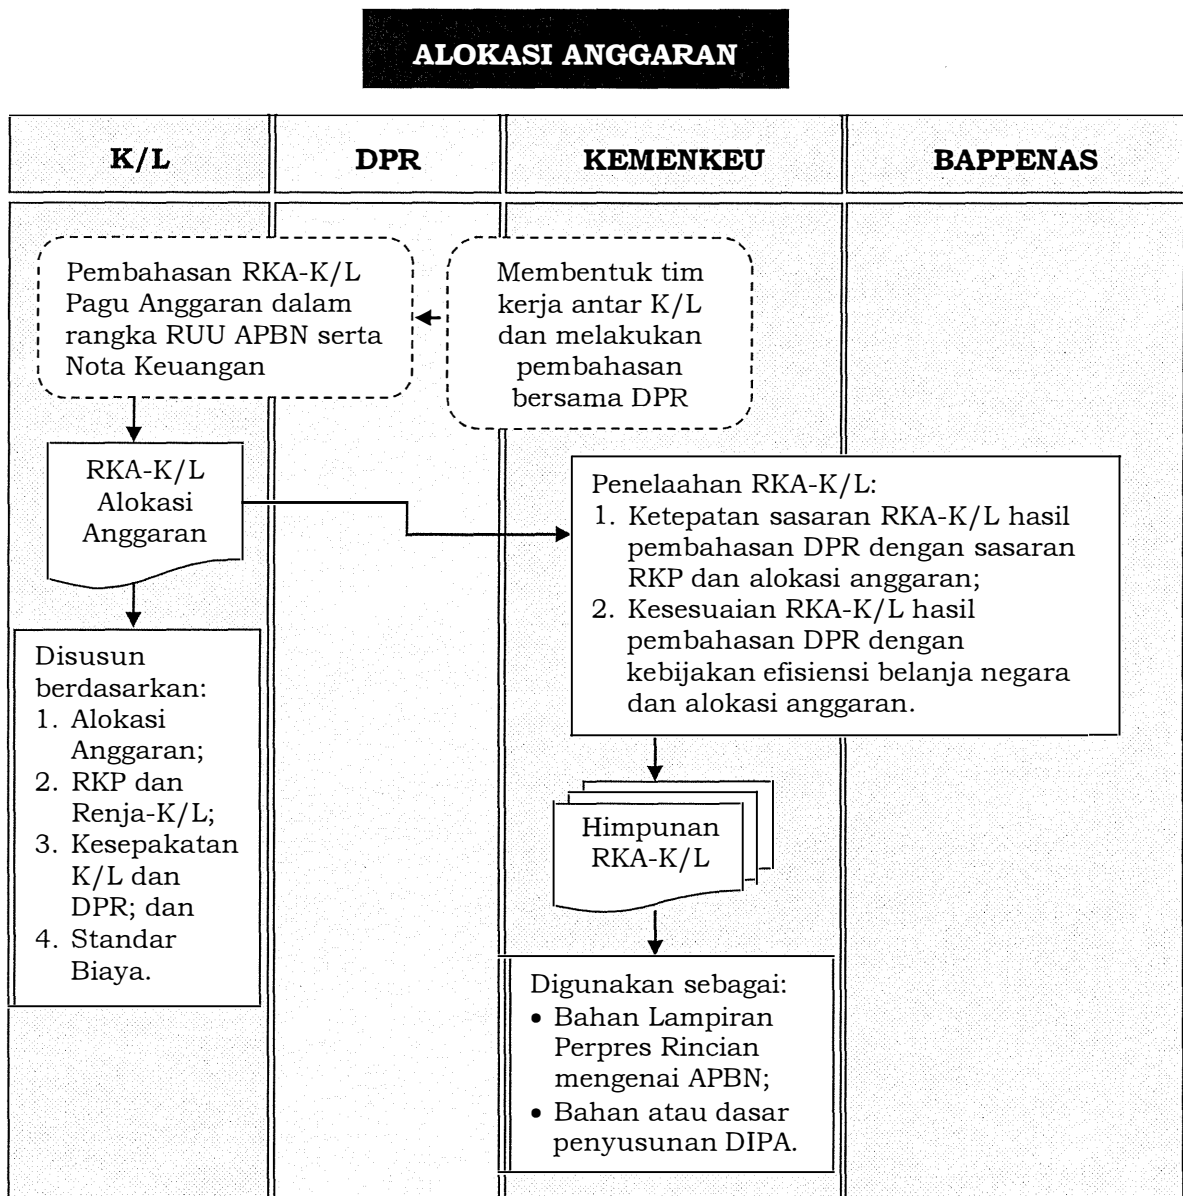 ALOKASI ANGGARAN
K/L
DPR
KEMENKEU
BAPPENAS
Pembahasan RKA-K/L
Pagu Anggaran dalam
rangka RUU APBN serta
Nota Keuangan
Membentuk tim
kerja antar K/L
dan melakukan
pembahasan
bersama DPR
RKA-K/L
Alokasi
Anggaran
Penelaahan RKA-K/L:
1. Ketepatan sasaran RKA-K/L hasil
pembahasan DPR dengan sasaran
RKP dan alokasi anggaran;
2. Kesesuaian RKA-K/L hasil
pembahasan DPR dengan
kebijakan efisiensi belanja negara
dan alokasi anggaran.
Disusun
berdasarkan:
1. Alokasi
Anggaran;
2. RKP dan
Renja-K/L;
3. Kesepakatan
K/L dan
DPR; dan
4. Standar
Biaya.
Himpunan
RKA-K/L
Digunakan sebagai:
• Bahan Lampiran
Perpres Rincian
mengenai APBN;
• Bahan atau dasar
penyusunan DIPA.